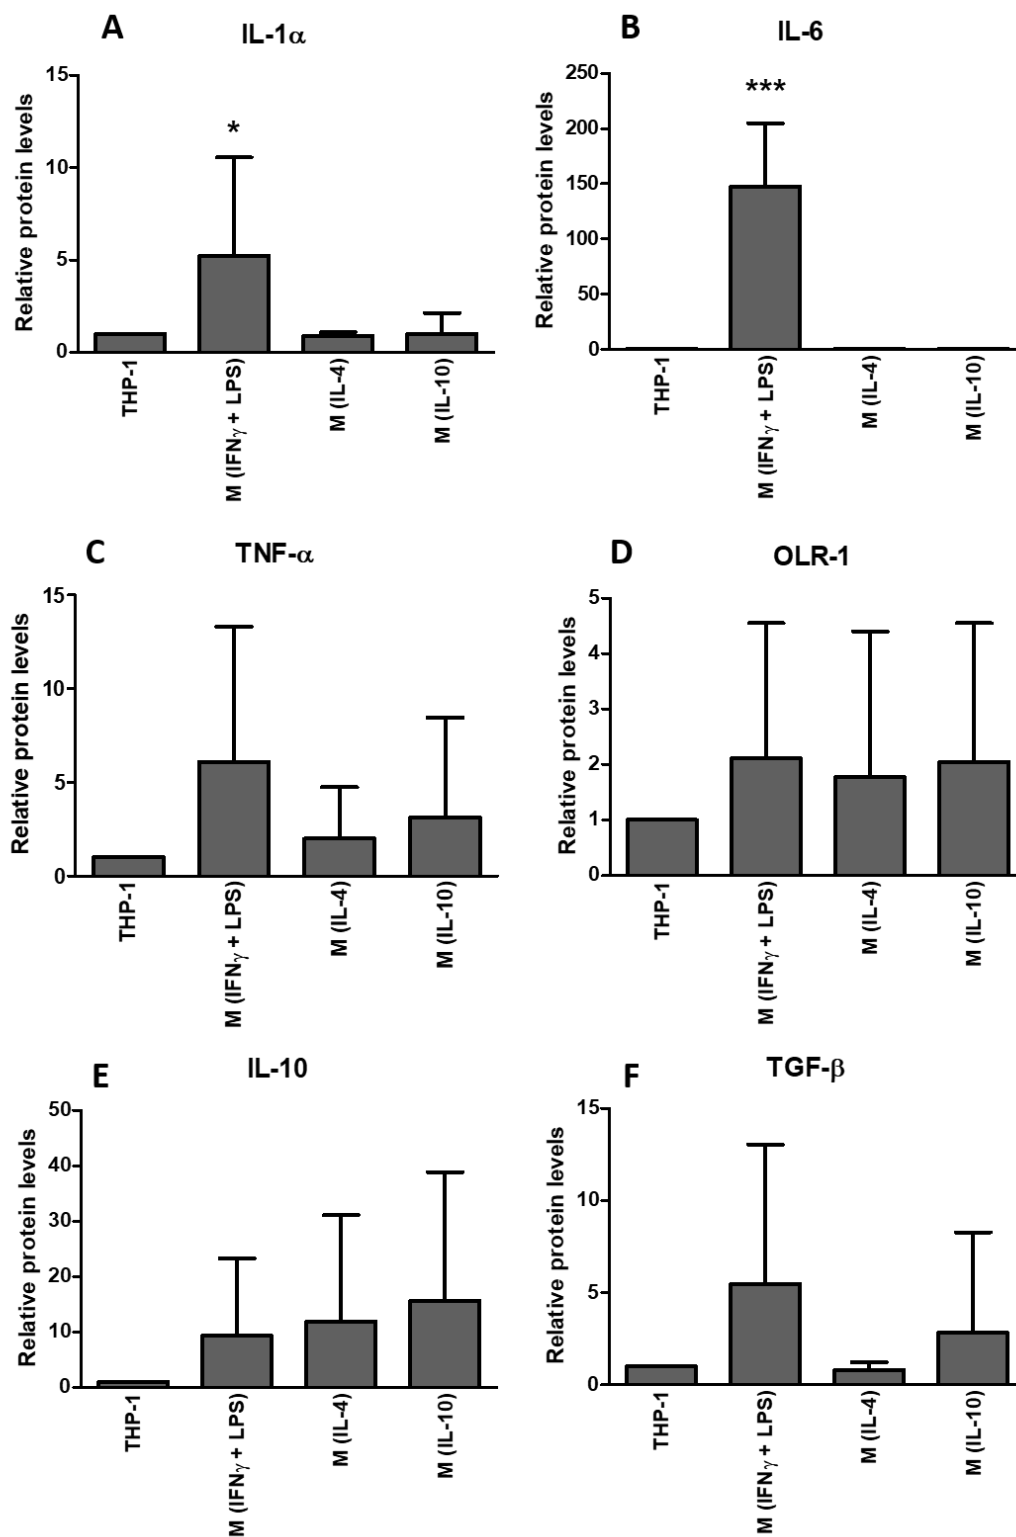 A
IL-1α
Relative protein levels
15
10
5
0
*
THP-1
M (IFNγ + LPS)
M (IL-4)
M (IL-10)
B
IL-6
Relative protein levels
250
200
150
100
50
0
***
THP-1
M (IFNγ + LPS)
M (IL-4)
M (IL-10)
C
TNF-α
Relative protein levels
15
10
5
0
THP-1
M (IFNγ + LPS)
M (IL-4)
M (IL-10)
D
OLR-1
Relative protein levels
5
4
3
2
1
0
THP-1
M (IFNγ + LPS)
M (IL-4)
M (IL-10)
E
IL-10
Relative protein levels
50
40
30
20
10
0
THP-1
M (IFNγ + LPS)
M (IL-4)
M (IL-10)
F
TGF-β
Relative protein levels
15
10
5
0
THP-1
M (IFNγ + LPS)
M (IL-4)
M (IL-10)